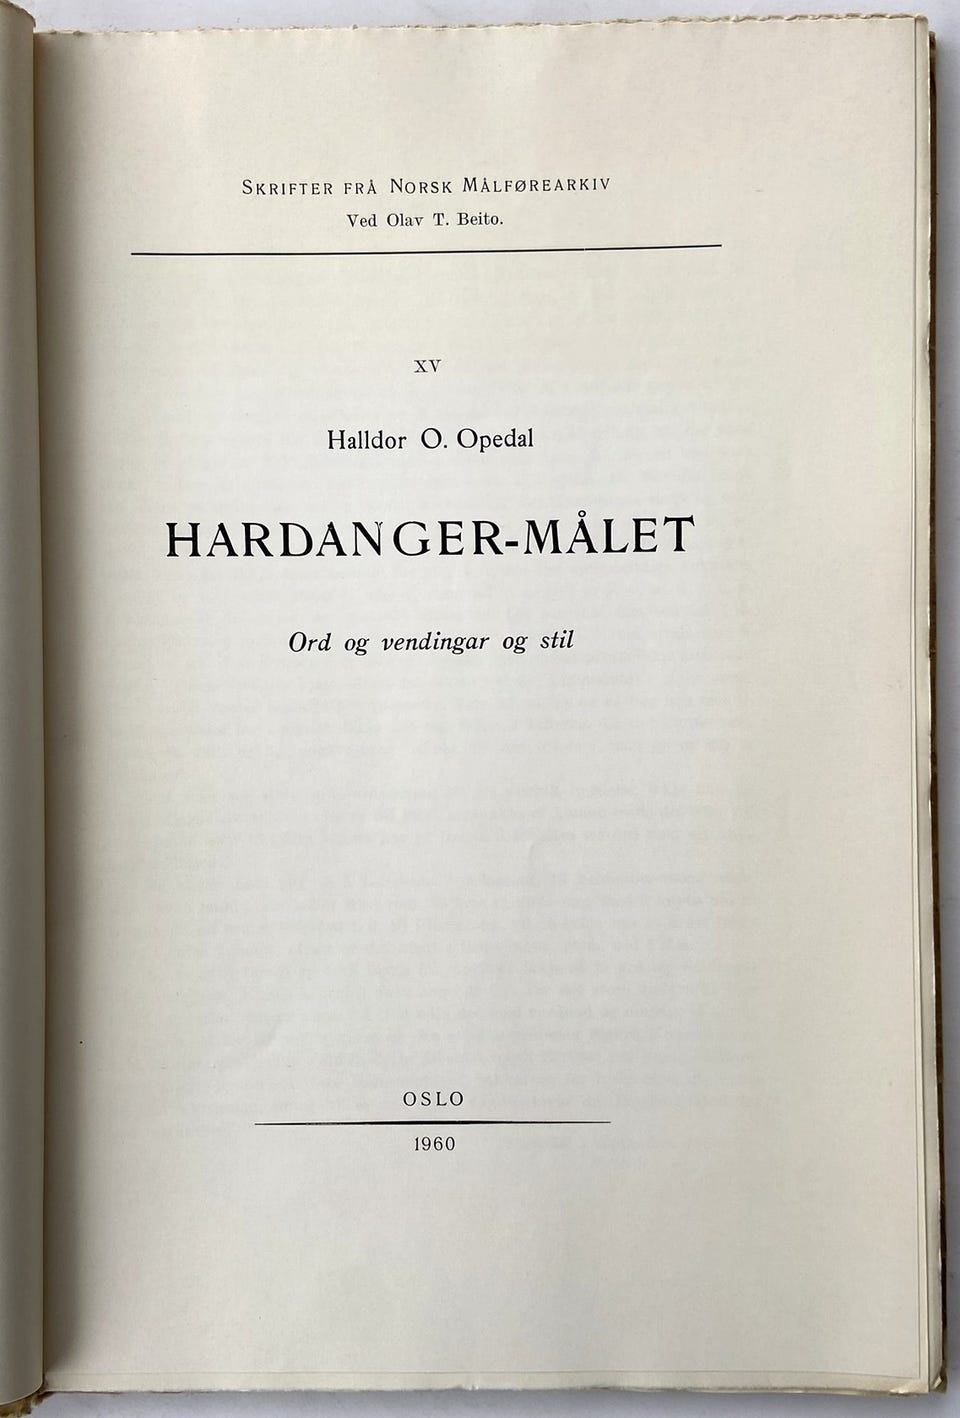 SKRIFTER FRÅ NORSK MÅLFØREARKIV
Ved Olav T. Beito.
XV
Halldor O. Opedal
HARDANGER-MÅLET
Ord og vendingar og stil
OSLO
1960